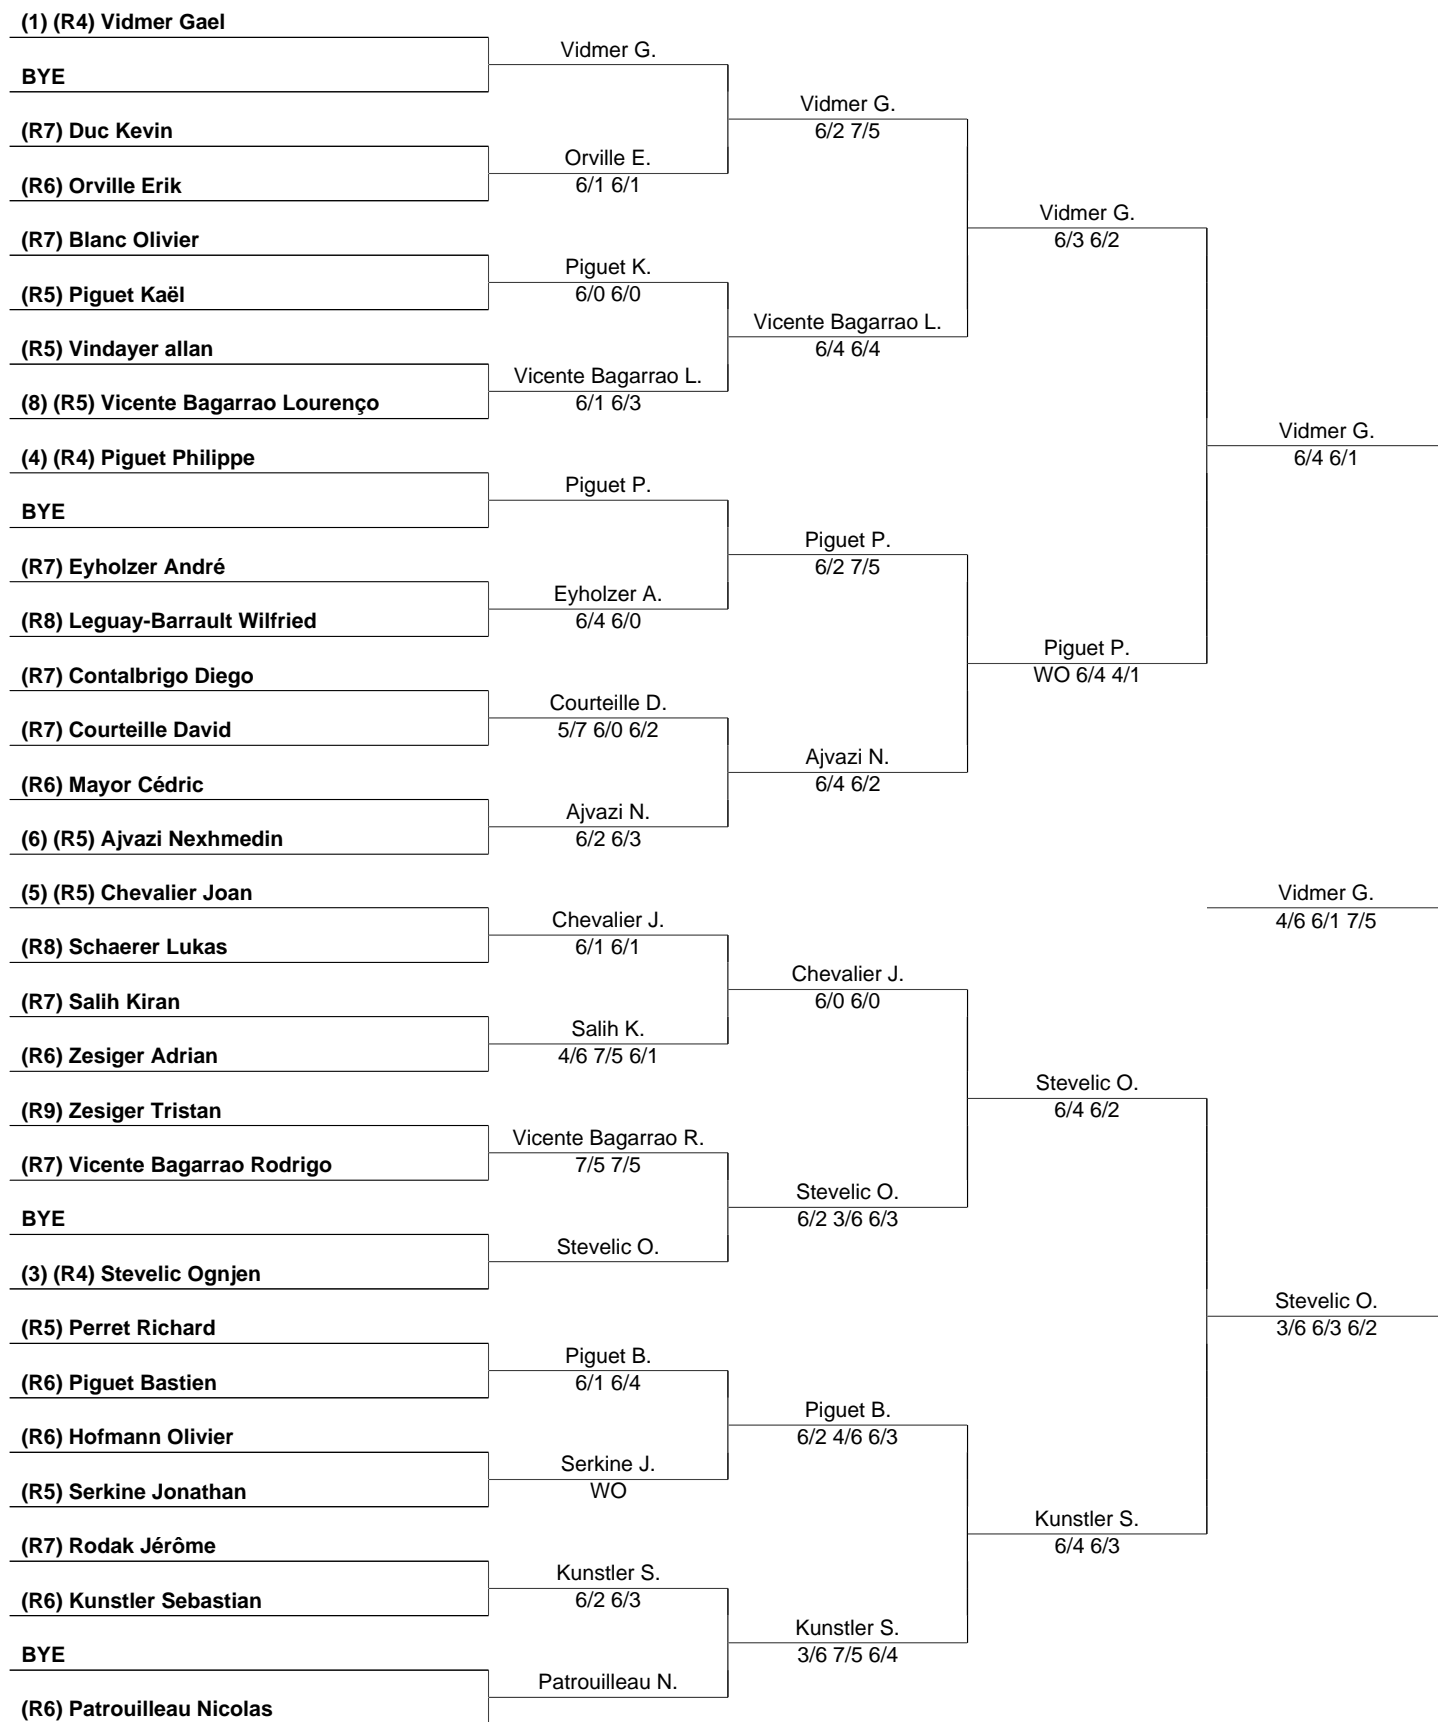 (1) (R4) Vidmer Gael
BYE
(R7) Duc Kevin
(R6) Orville Erik
(R7) Blanc Olivier
(R5) Piguet Kaël
(R5) Vindayer allan
(8) (R5) Vicente Bagarrao Lourenço
(4) (R4) Piguet Philippe
BYE
(R7) Eyholzer André
(R8) Leguay-Barrault Wilfried
(R7) Contalbrigo Diego
(R7) Courteille David
(R6) Mayor Cédric
(6) (R5) Ajvazi Nexhmedin
(5) (R5) Chevalier Joan
(R8) Schaerer Lukas
(R7) Salih Kiran
(R6) Zesiger Adrian
(R9) Zesiger Tristan
(R7) Vicente Bagarrao Rodrigo
BYE
(3) (R4) Stevelic Ognjen
(R5) Perret Richard
(R6) Piguet Bastien
(R6) Hofmann Olivier
(R5) Serkine Jonathan
(R7) Rodak Jérôme
(R6) Kunstler Sebastian
BYE
(R6) Patrouilleau Nicolas
Vidmer G.
Orville E.
6/1 6/1
Piguet K.
6/0 6/0
Vicente Bagarrao L.
6/1 6/3
Piguet P.
Eyholzer A.
6/4 6/0
Courteille D.
5/7 6/0 6/2
Ajvazi N.
6/2 6/3
Chevalier J.
6/1 6/1
Salih K.
4/6 7/5 6/1
Vicente Bagarrao R.
7/5 7/5
Stevelic O.
Piguet B.
6/1 6/4
Serkine J.
WO
Kunstler S.
6/2 6/3
Patrouilleau N.
Vidmer G.
6/2 7/5
Vicente Bagarrao L.
6/4 6/4
Piguet P.
6/2 7/5
Ajvazi N.
6/4 6/2
Chevalier J.
6/0 6/0
Stevelic O.
6/2 3/6 6/3
Piguet B.
6/2 4/6 6/3
Kunstler S.
3/6 7/5 6/4
Vidmer G.
6/3 6/2
Piguet P.
WO 6/4 4/1
Stevelic O.
6/4 6/2
Kunstler S.
6/4 6/3
Vidmer G.
6/4 6/1
Vidmer G.
4/6 6/1 7/5
Stevelic O.
3/6 6/3 6/2